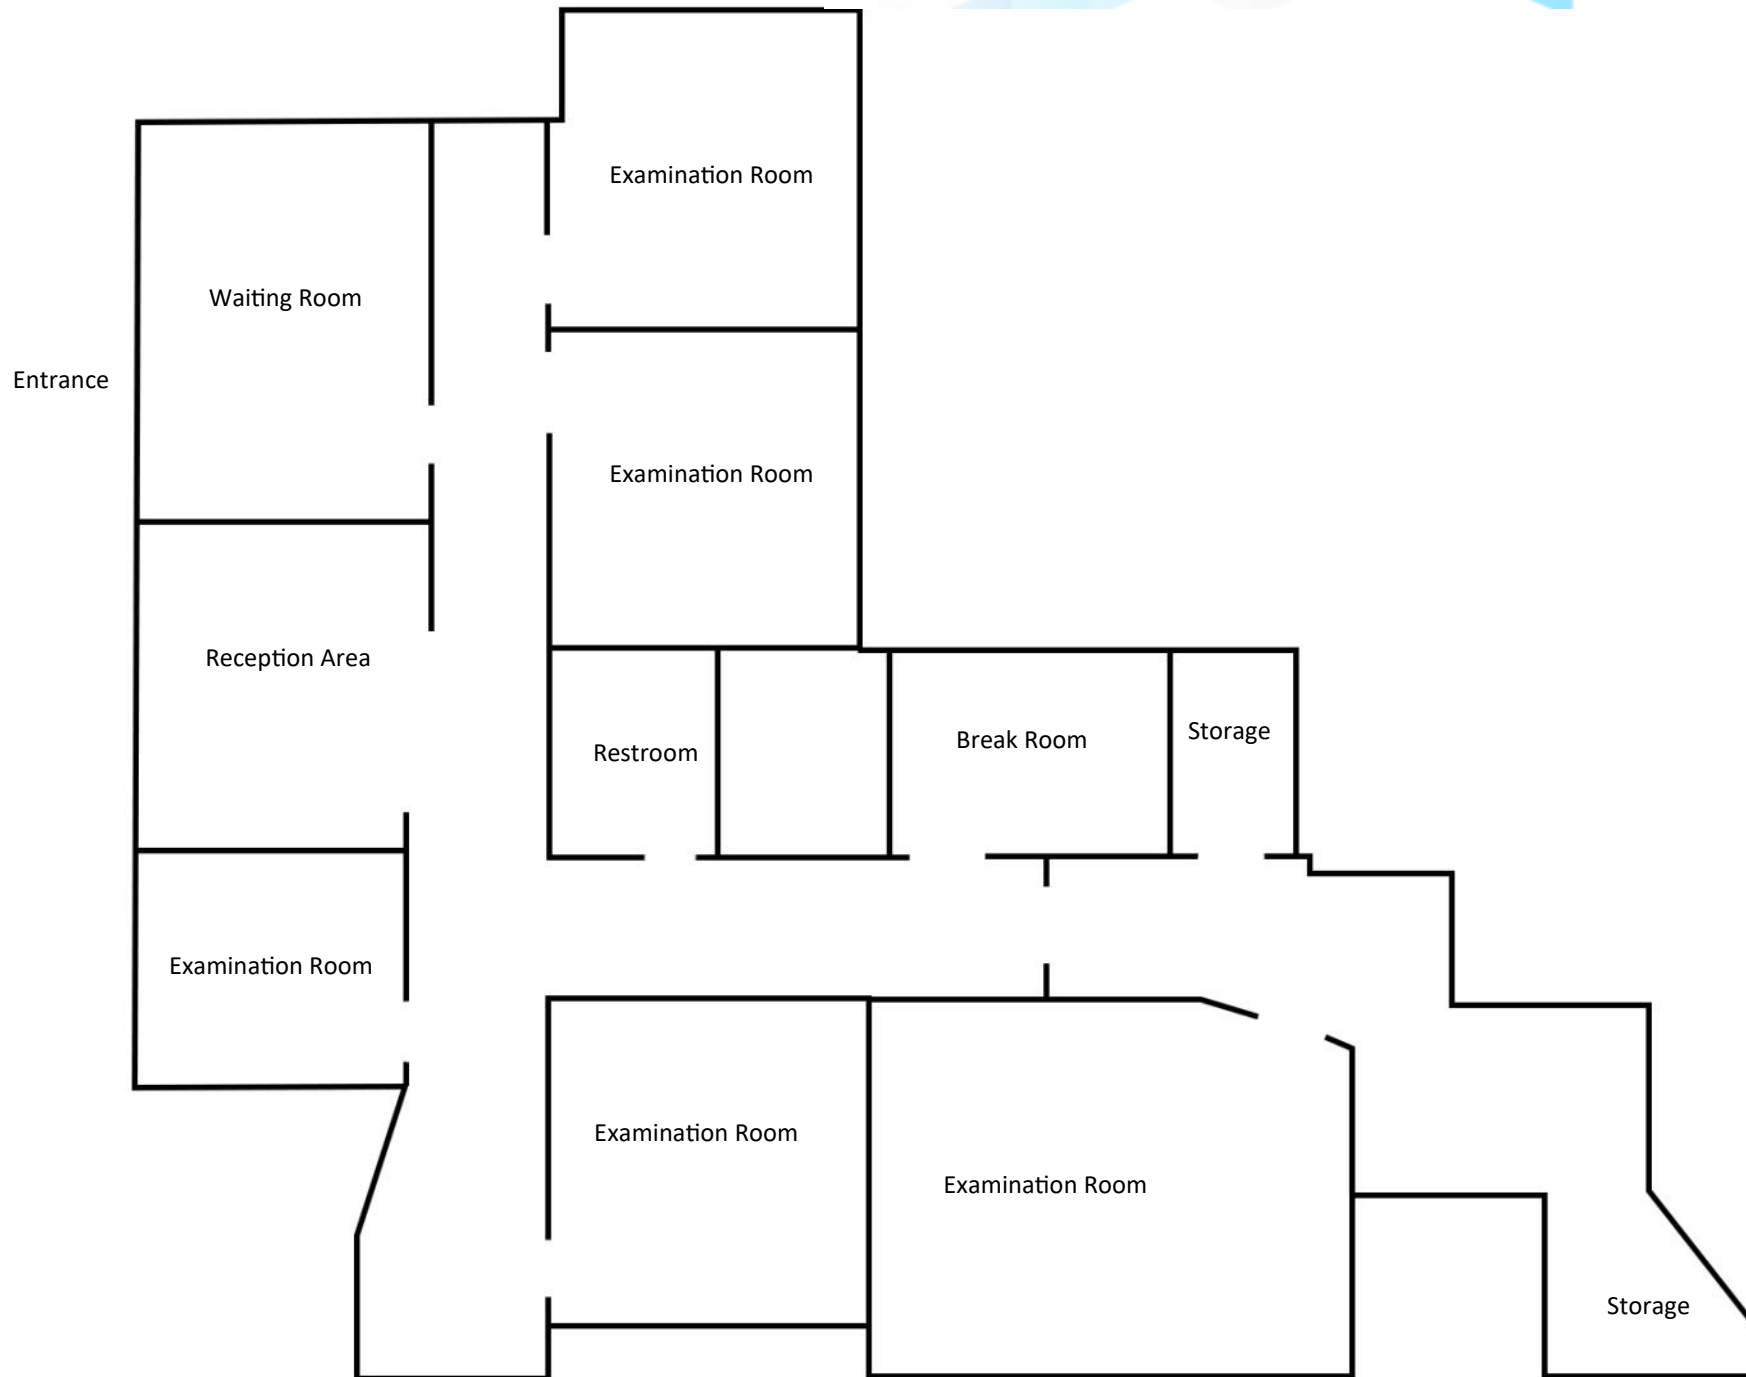 Examination Room
Waiting Room
Entrance
Examination Room
Reception Area
Restroom
Break Room
Storage
Examination Room
Examination Room
Examination Room
Storage